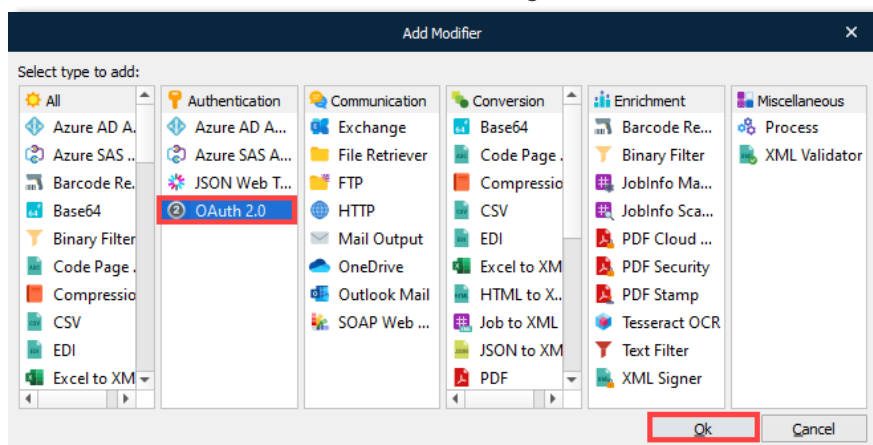 Add Modifier
Select type to add:
All
Azure AD A.
Azure SAS ..
Barcode Re.
Base64
Binary Filter
Code Page .
Compressio
CSV
EDI
Excel to XM
Authentication
Azure AD A...
Azure SAS A...
JSON Web T...
OAuth 2.0
Communication
Exchange
File Retriever
FTP
HTTP
Mail Output
OneDrive
Outlook Mail
SOAP Web ...
Conversion
Base64
Code Page .
Compressio
CSV
EDI
Excel to XM
HTML to X..
Job to XML
JSON to XM
PDF
Enrichment
Barcode Re...
Binary Filter
JobInfo Ma...
JobInfo Sca...
PDF Cloud ...
PDF Security
PDF Stamp
Tesseract OCR
Text Filter
XML Signer
Miscellaneous
Process
XML Validator
Ok
Cancel